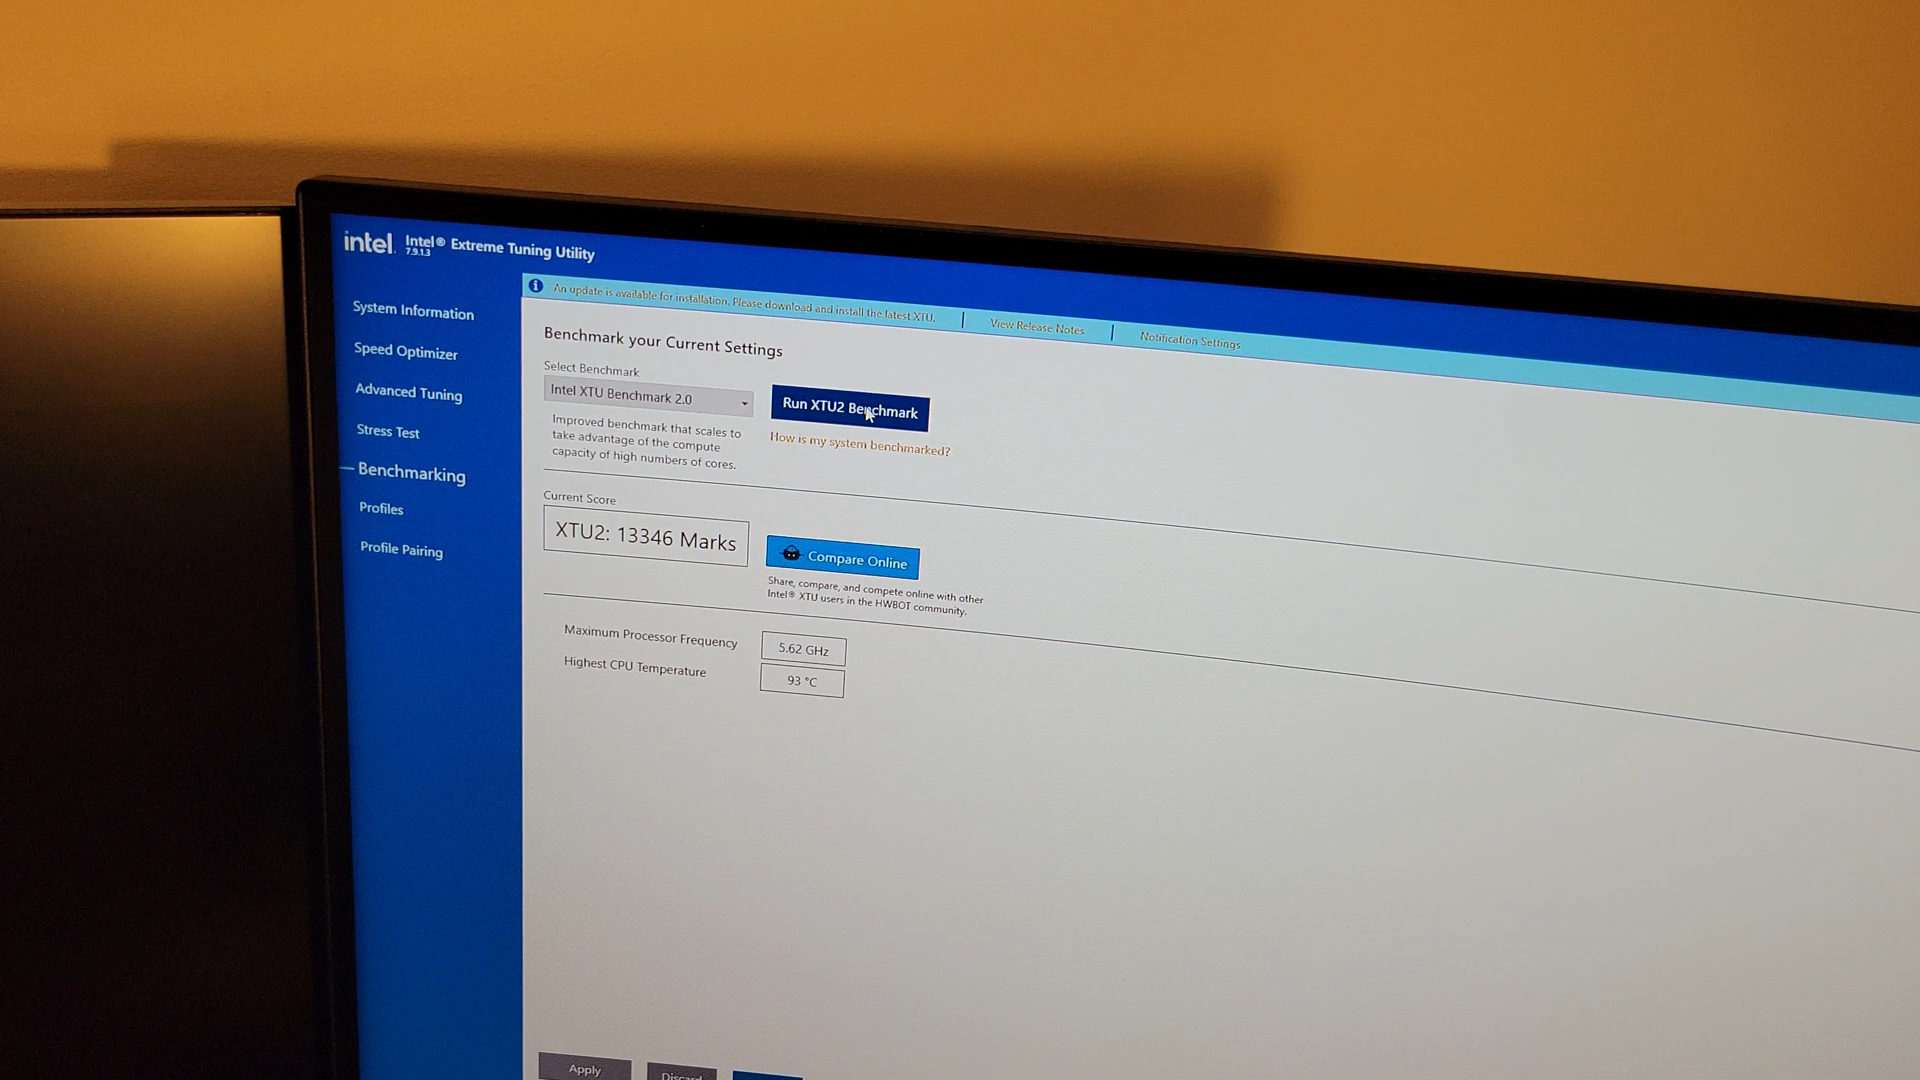 intel. Intel® Extreme Tuning Utility
7.9.1.3
An update is available for installation. Please download and install the latest XTU. View Release Notes Notification Settings
System Information
Speed Optimizer
Advanced Tuning
Stress Test
Benchmarking
Profiles
Profile Pairing
Benchmark your Current Settings
Select Benchmark
Intel XTU Benchmark 2.0
Run XTU2 Benchmark
Improved benchmark that scales to
take advantage of the compute
capacity of high numbers of cores.
How is my system benchmarked?
Current Score
XTU2: 13346 Marks
Compare Online
Share, compare, and compete online with other
Intel® XTU users in the HWBOT community.
Maximum Processor Frequency
5.62 GHz
Highest CPU Temperature
93 °C
Apply